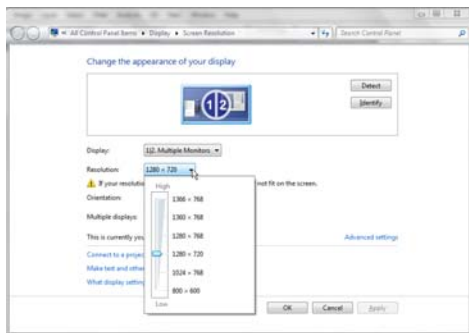 All Control Panel Items ▸ Display ▸ Screen Resolution
Search Control Panel
Change the appearance of your display
1|2
Detect
Identify
Display:
1|2. Multiple Monitors
Resolution:
1280 × 720
If your resolutio
not fit on the screen.
Orientation:
Multiple displays:
This is currently you
Advanced settings
Connect to a projec
Make text and other
What display setting
High
1366 × 768
1360 × 768
1280 × 768
1280 × 720
1024 × 768
800 × 600
Low
OK
Cancel
Apply